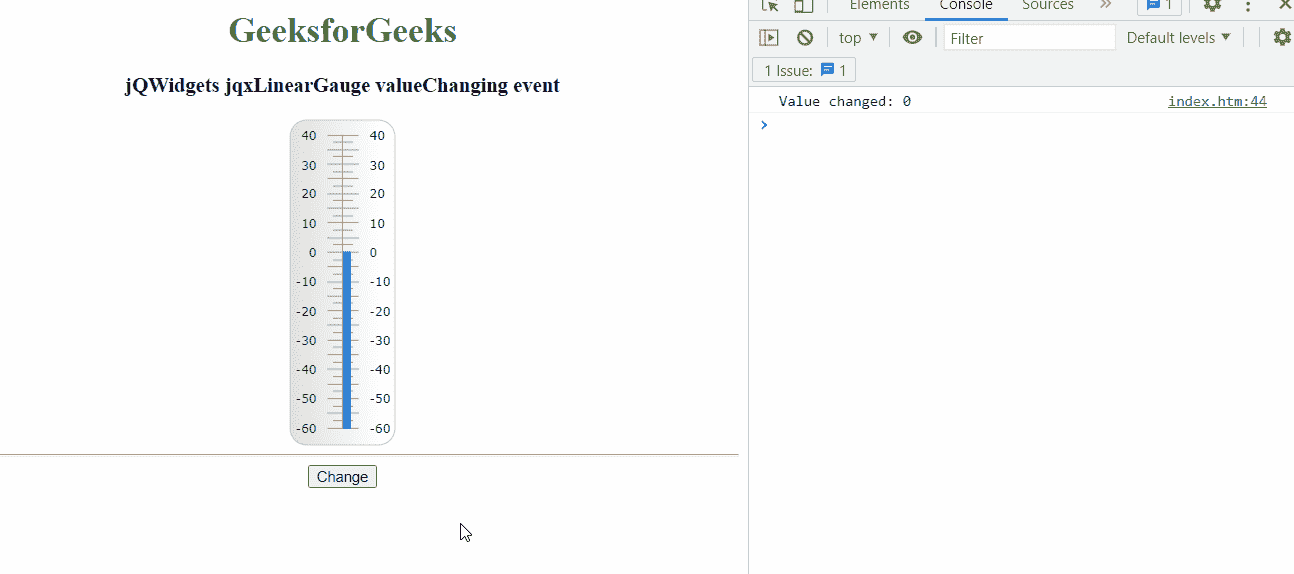 GeeksforGeeks
jQWidgets jqxLinearGauge valueChanging event
40 40
30 30
20 20
10 10
0 0
-10 -10
-20 -20
-30 -30
-40 -40
-50 -50
-60 -60
Change
Elements Console Sources » 1
top ▼ Filter Default levels ▼
1 Issue: 1
Value changed: 0 index.htm:44
>